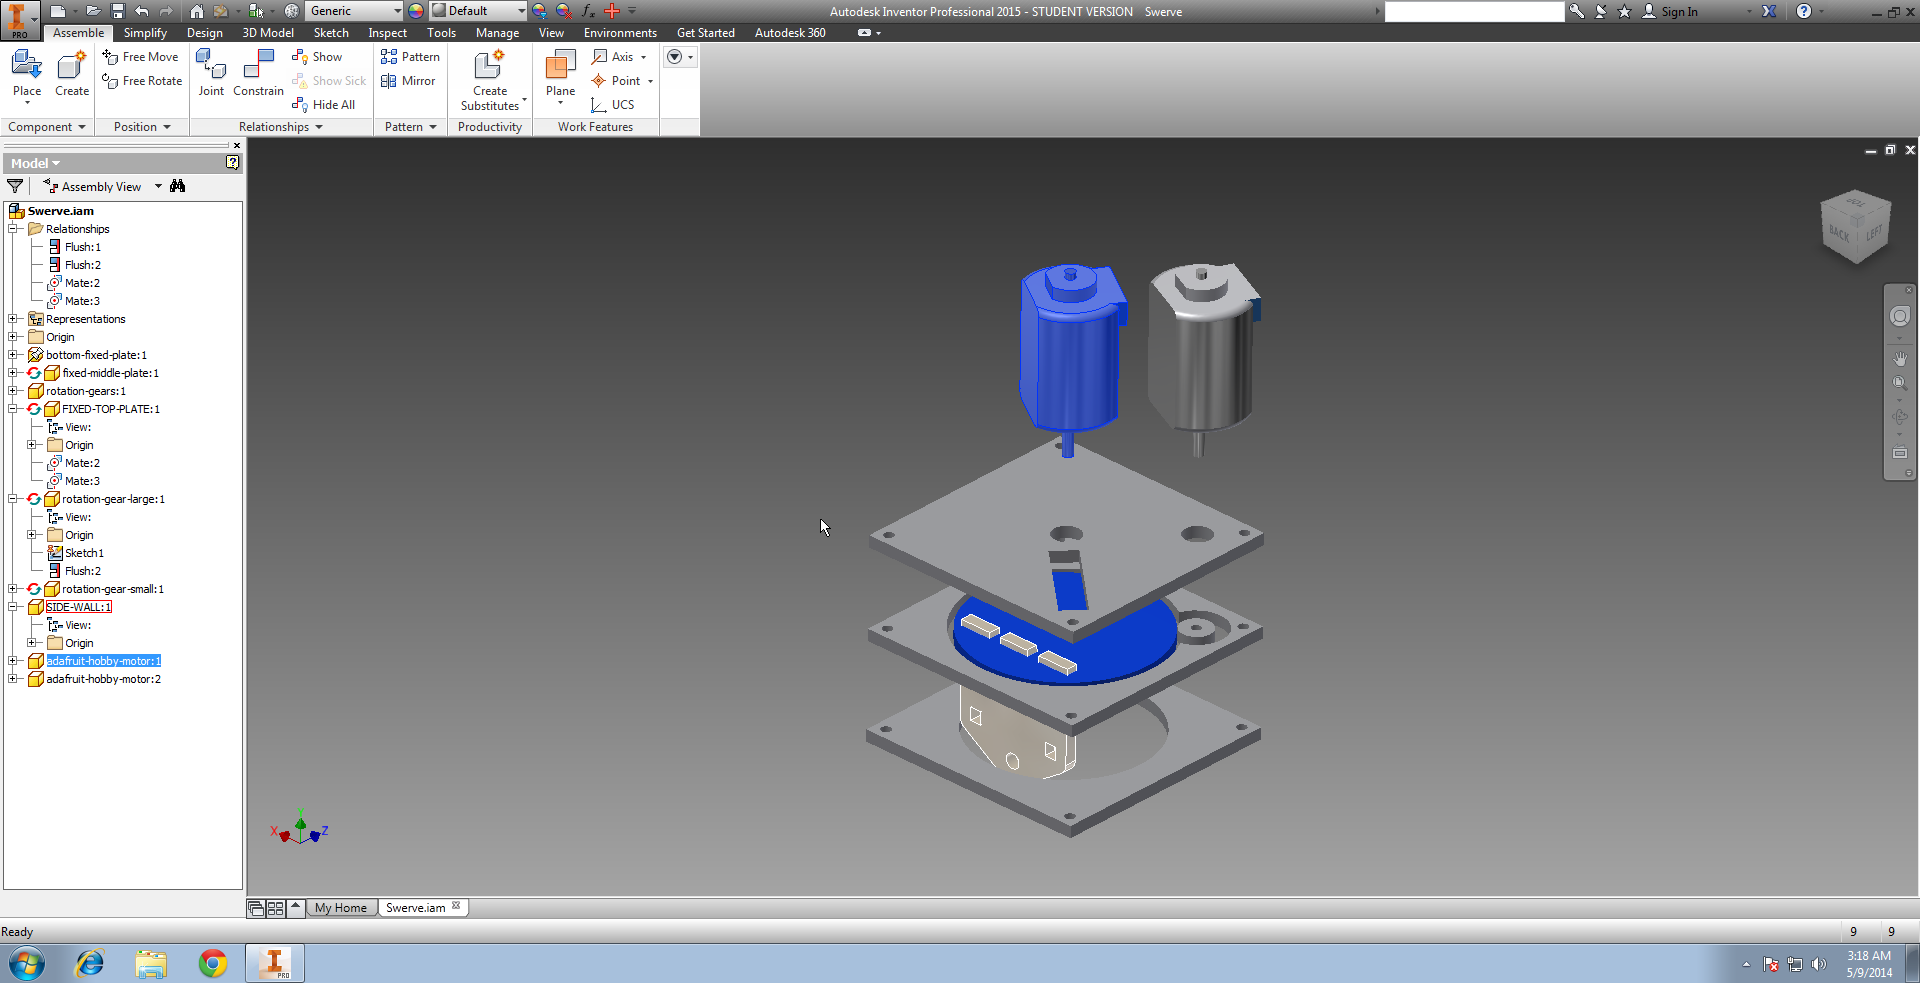 Generic
Default
Autodesk Inventor Professional 2015 - STUDENT VERSION Swerve
Sign In
PRO
Assemble Simplify Design 3D Model Sketch Inspect Tools Manage View Environments Get Started Autodesk 360
Place
Create
Free Move
Free Rotate
Joint
Constrain
Show
Show Sick
Hide All
Pattern
Mirror
Create
Substitutes
Plane
Axis
Point
UCS
Component
Position
Relationships
Pattern
Productivity
Work Features
Model
Assembly View
Swerve.iam
Relationships
Flush:1
Flush:2
Mate:2
Mate:3
Representations
Origin
bottom-fixed-plate:1
fixed-middle-plate:1
rotation-gears:1
FIXED-TOP-PLATE:1
View:
Origin
Mate:2
Mate:3
rotation-gear-large:1
View:
Origin
Sketch1
Flush:2
rotation-gear-small:1
SIDE-WALL:1
View:
Origin
adafruit-hobby-motor:1
adafruit-hobby-motor:2
TOP
BACK
LEFT
X
Y
Z
My Home
Swerve.iam
Ready
9 9
PRO
3:18 AM
5/9/2014